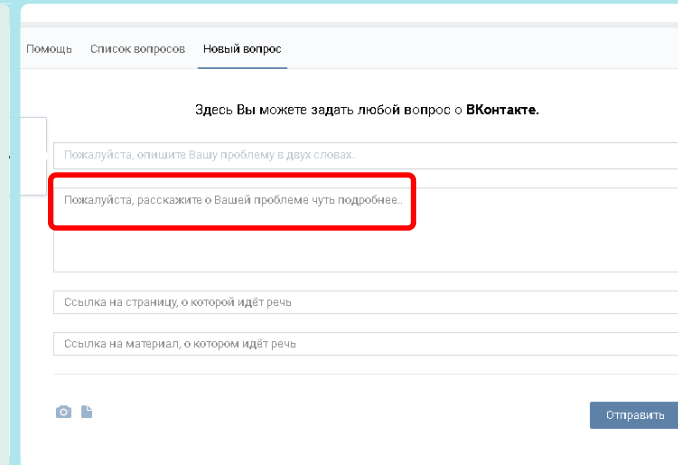 Помощь Список вопросов Новый вопрос
Здесь Вы можете задать любой вопрос о ВКонтакте.
Пожалуйста, опишите Вашу проблему в двух словах..
Пожалуйста, расскажите о Вашей проблеме чуть подробнее..
Ссылка на страницу, о которой идёт речь
Ссылка на материал, о котором идёт речь
Отправить